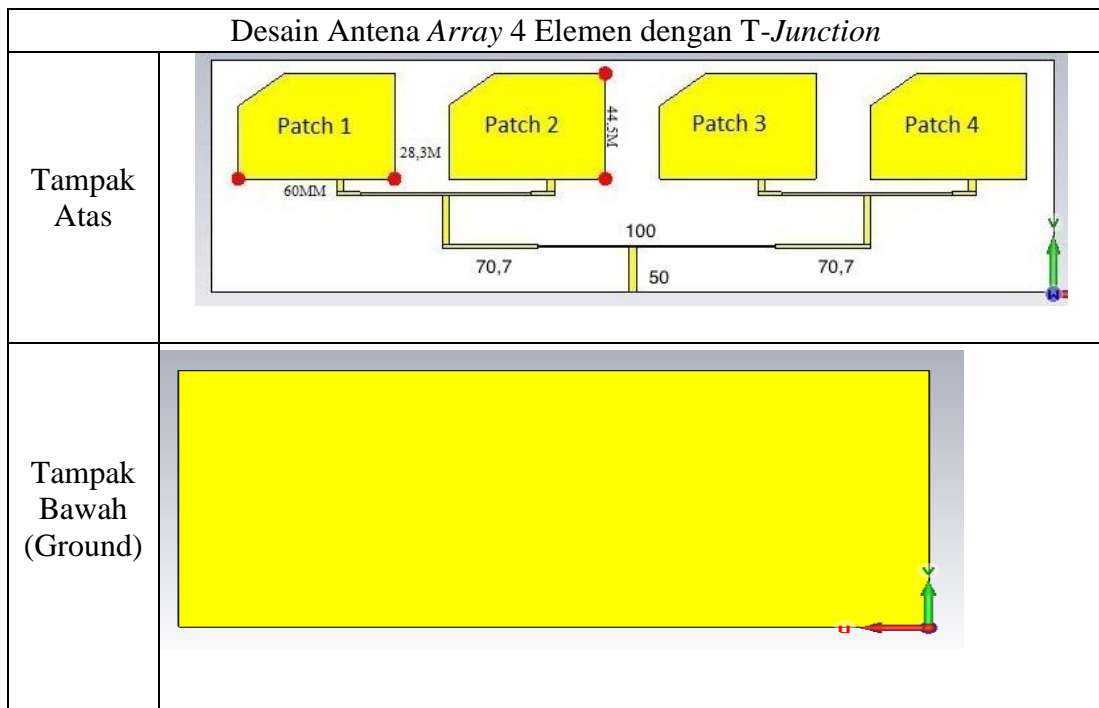 Desain Antena Array 4 Elemen dengan T-Junction
Tampak
Atas
Patch 1
Patch 2
Patch 3
Patch 4
44,5M
28,3M
60MM
100
70,7
70,7
50
v
w
Tampak
Bawah
(Ground)
v
u